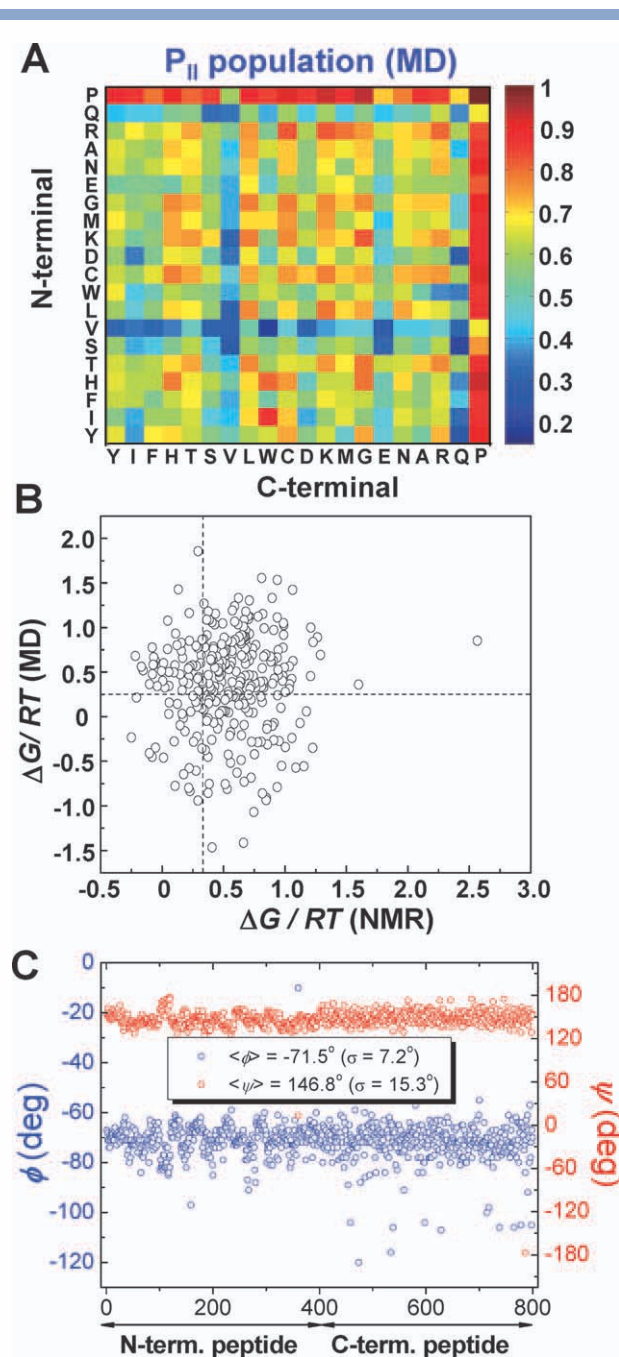 A
P_II population (MD)
N-terminal
P
Q
R
A
N
E
G
M
K
D
C
W
L
V
S
T
H
F
I
Y
Y I F H T S V L W C D K M G E N A R Q P
C-terminal
1
0.9
0.8
0.7
0.6
0.5
0.4
0.3
0.2
B
ΔG/RT (MD)
2.0
1.5
1.0
0.5
0
-0.5
-1.0
-1.5
-0.5 0 0.5 1.0 1.5 2.0 2.5 3.0
ΔG / RT (NMR)
C
ϕ (deg)
0
-20
-40
-60
-80
-100
-120
<ϕ> = -71.5° (σ = 7.2°)
<ψ> = 146.8° (σ = 15.3°)
180
120
60
0
-60
-120
-180
ψ (deg)
0 200 400 600 800
N-term. peptide C-term. peptide